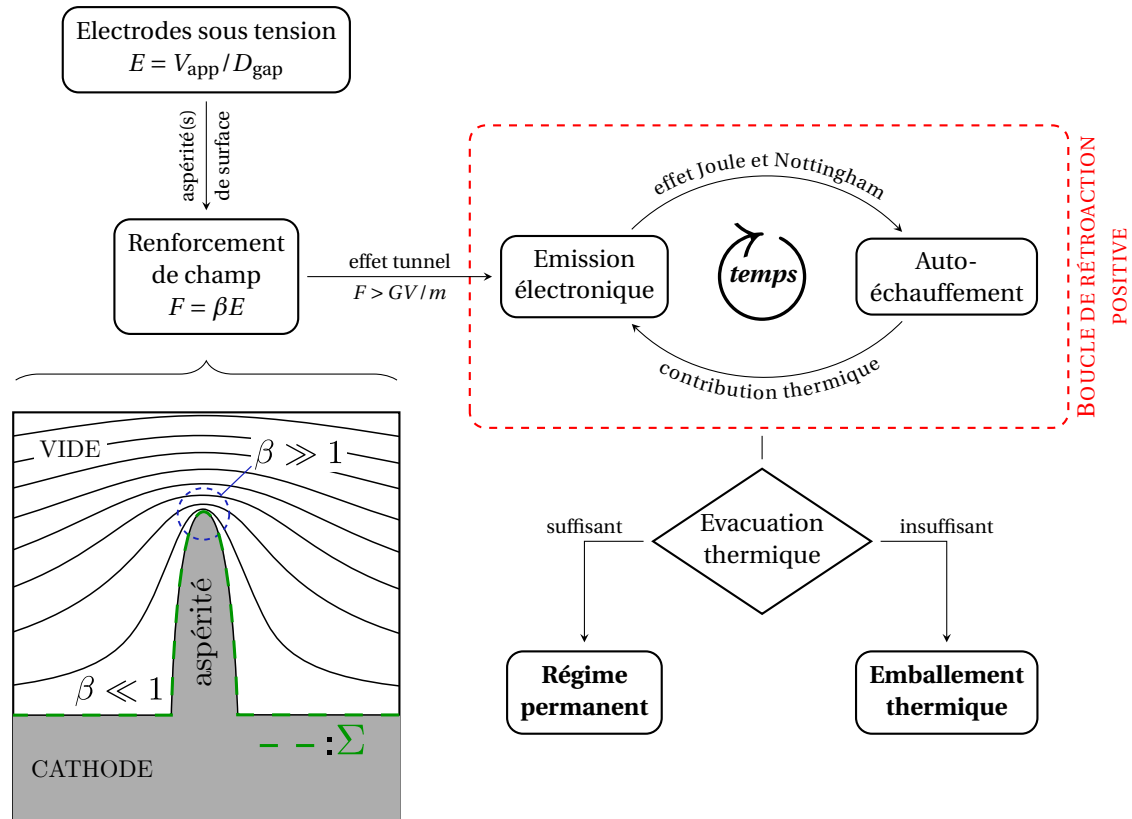 Electrodes sous tension
E = V_app / D_gap
aspérité(s)
de surface
Renforcement
de champ
F = βE
effet tunnel
F > GV/m
effet Joule et Nottingham
Emission
électronique
temps
Auto-
échauffement
contribution thermique
BOUCLE DE RÉTROACTION
POSITIVE
VIDE
β ≫ 1
aspérité
β ≪ 1
: Σ
CATHODE
suffisant
Evacuation
thermique
insuffisant
Régime
permanent
Emballement
thermique